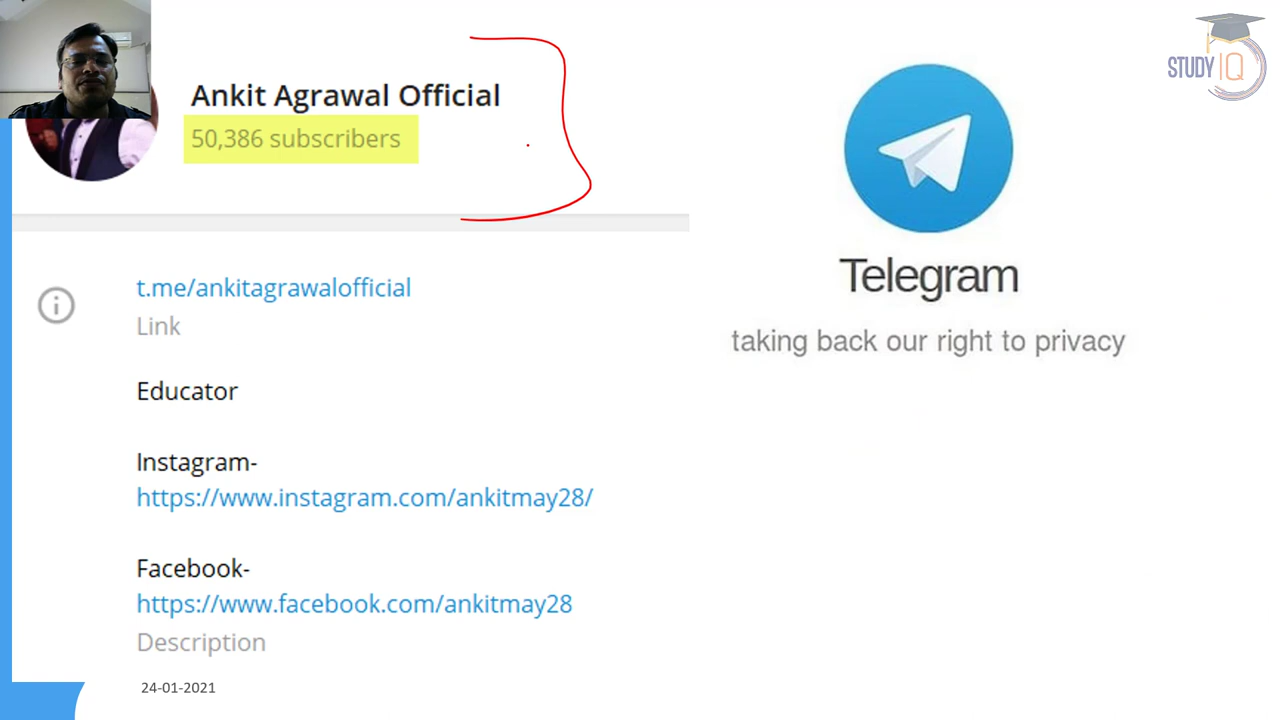 Ankit Agrawal Official
50,386 subscribers
t.me/ankitagrawalofficial
Link
Educator
Instagram-
https://www.instagram.com/ankitmay28/
Facebook-
https://www.facebook.com/ankitmay28
Description
24-01-2021
STUDY IQ
Telegram
taking back our right to privacy